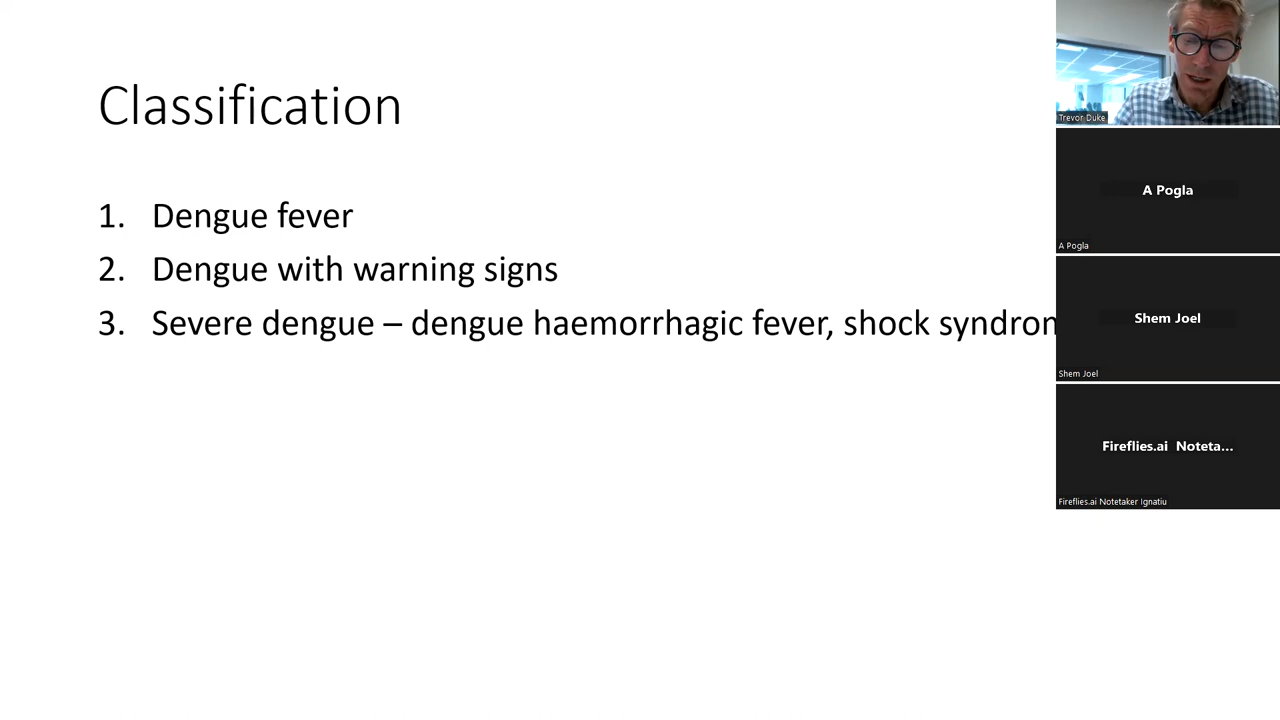 Classification
1. Dengue fever
2. Dengue with warning signs
3. Severe dengue – dengue haemorrhagic fever, shock
Trevor Duke
A Pogla
A Pogla
Shem Joel
Shem Joel
Fireflies.ai Noteta...
Fireflies.ai Notetaker Ignatiu